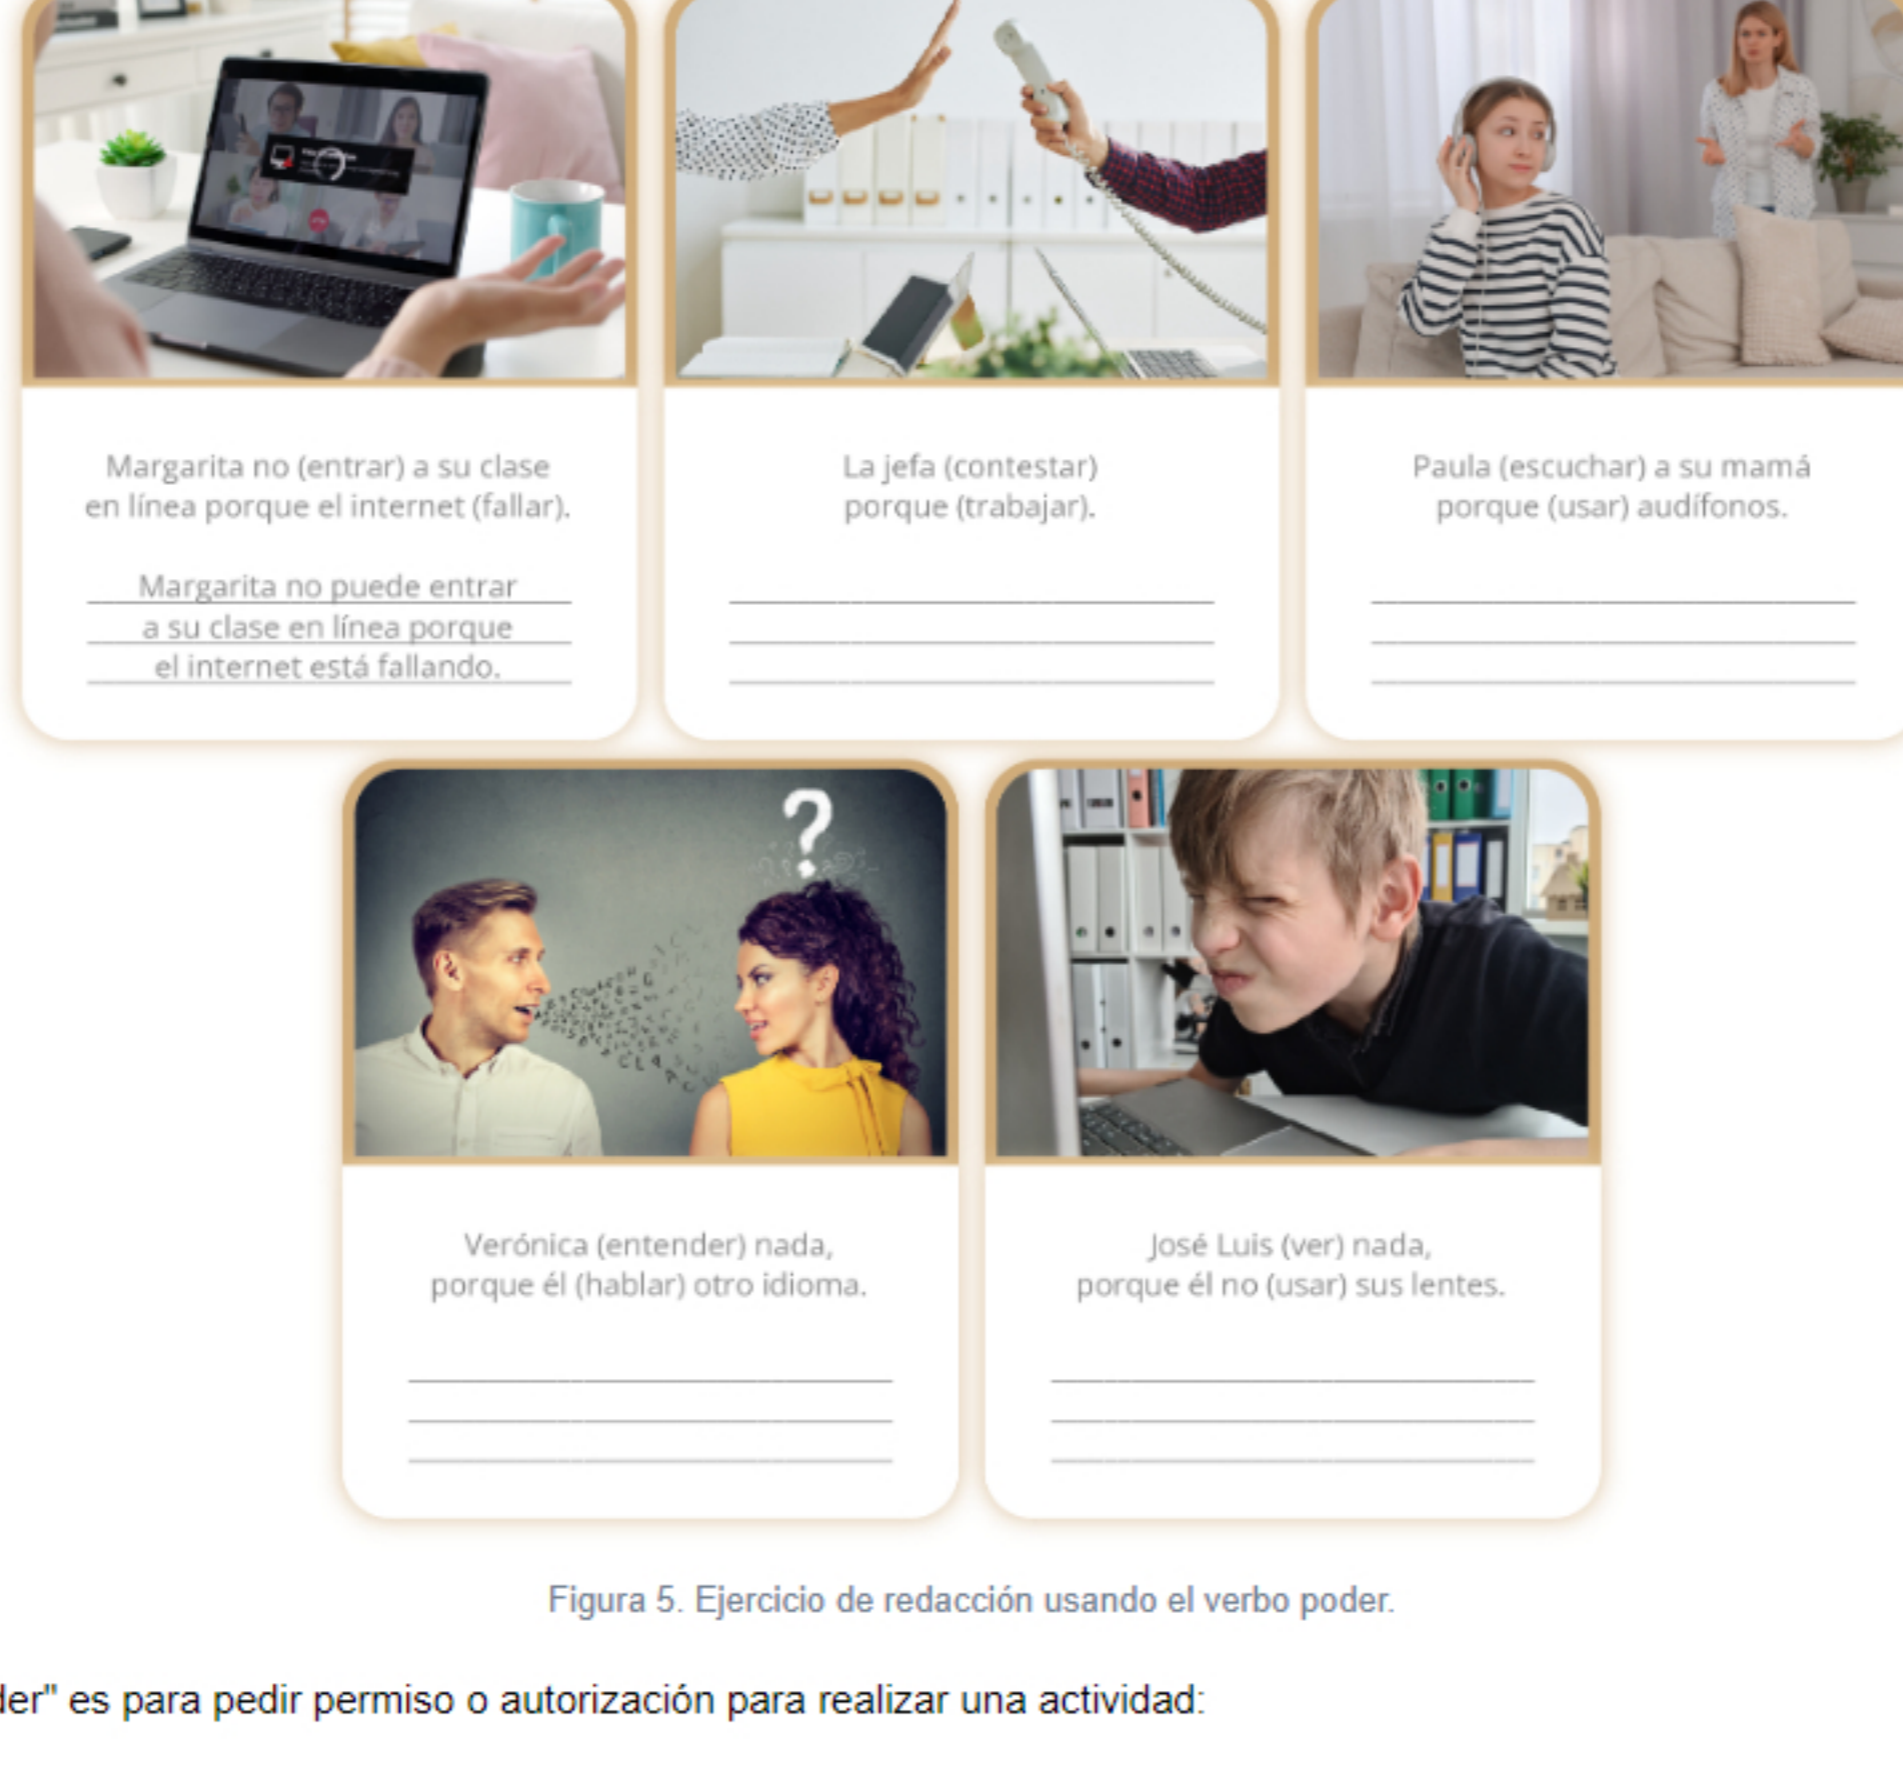 Margarita no (entrar) a su clase
en línea porque el internet (fallar).
Margarita no puede entrar
a su clase en línea porque
el internet está fallando.
La jefa (contestar)
porque (trabajar).
Paula (escuchar) a su mamá
porque (usar) audífonos.
?
Verónica (entender) nada,
porque él (hablar) otro idioma.
José Luis (ver) nada,
porque él no (usar) sus lentes.
Figura 5. Ejercicio de redacción usando el verbo poder.
der" es para pedir permiso o autorización para realizar una actividad: